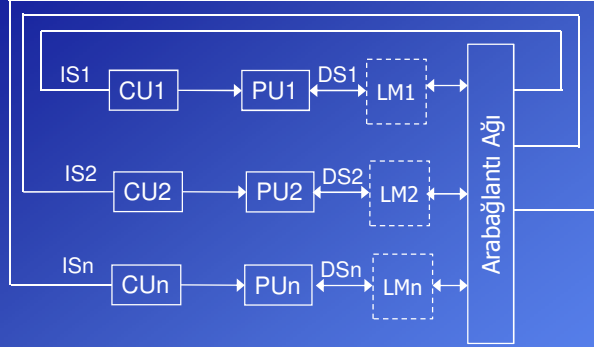 IS1
CU1
PU1
DS1
LM1
IS2
CU2
PU2
DS2
LM2
ISn
CUn
PUn
DSn
LMn
Arabağlantı Ağı